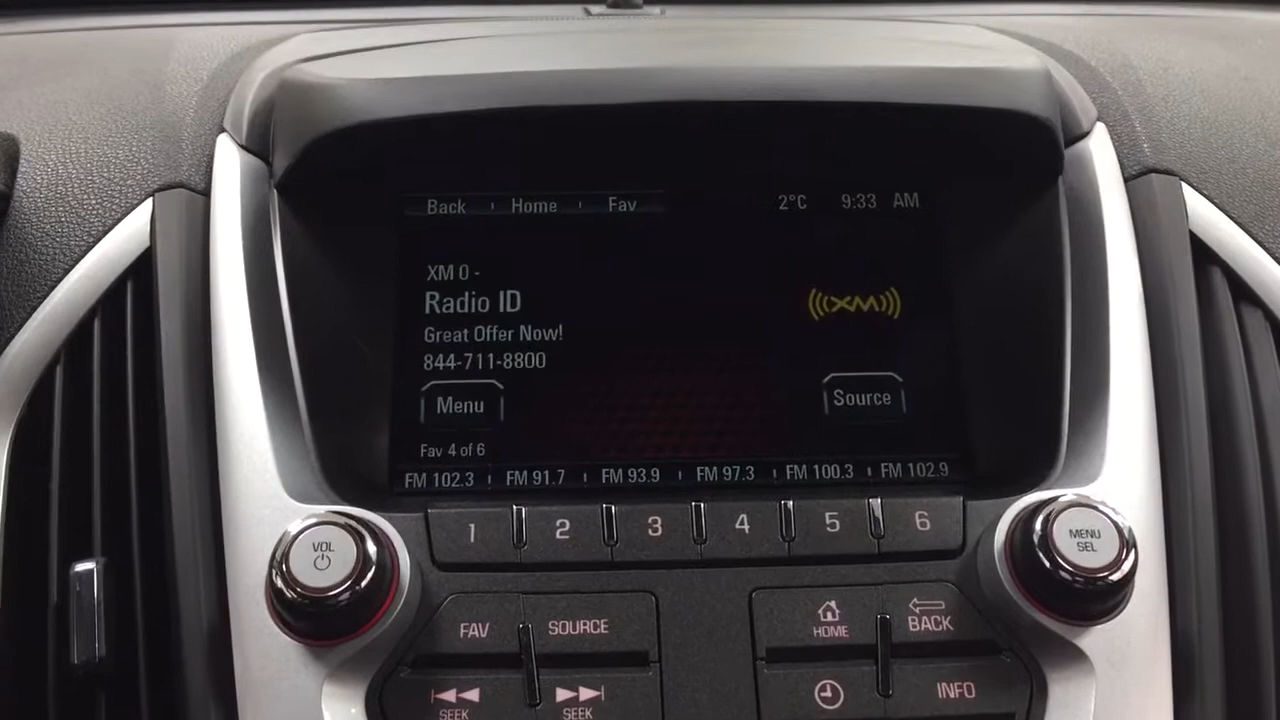 Back Home Fav 2°C 9:33 AM
XM 0 -
Radio ID
Great Offer Now!
844-711-8800
((XM))
Menu Source
Fav 4 of 6
FM 102.3 FM 91.7 FM 93.9 FM 97.3 FM 100.3 FM 102.9
1 2 3 4 5 6
VOL
MENU
SEL
FAV SOURCE
HOME BACK
SEEK SEEK
INFO